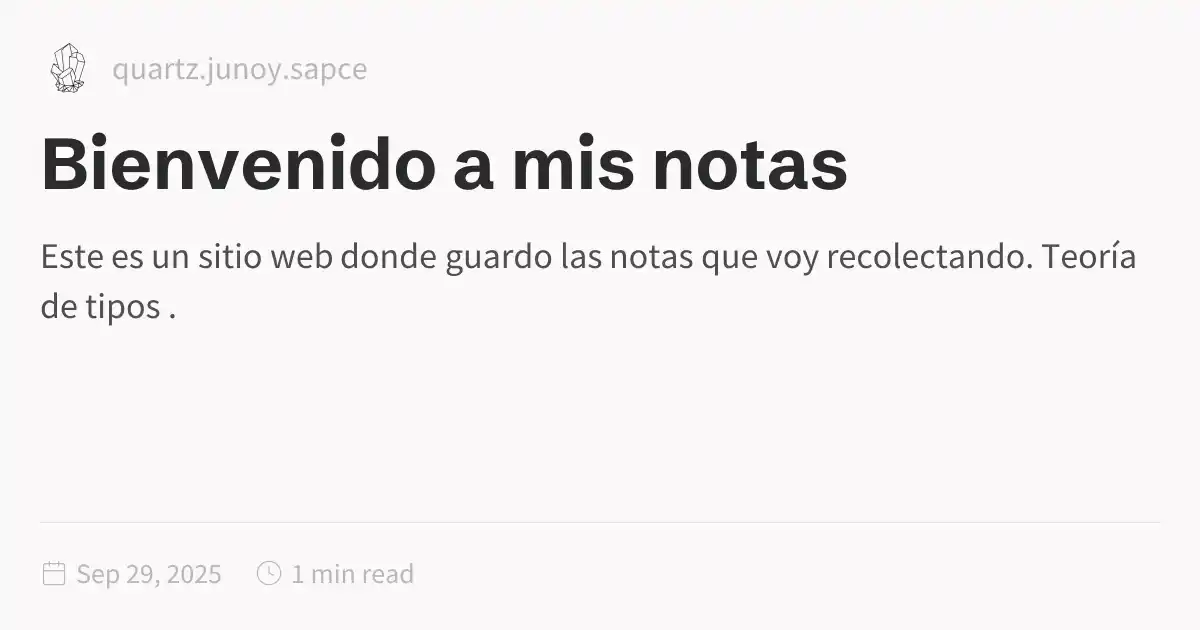 quartz.junoy.sapce
Bienvenido a mis notas
Este es un sitio web donde guardo las notas que voy recolectando. Teoría
de tipos .
Sep 29, 2025 1 min read